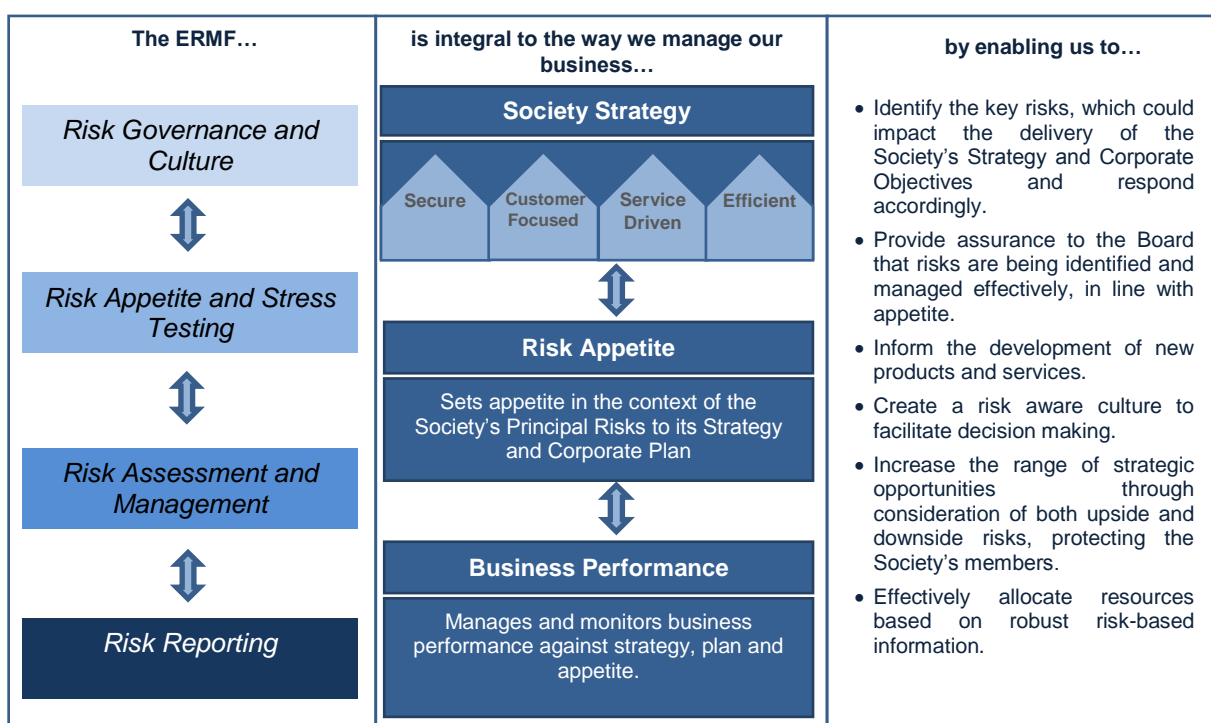 The ERMF…
Risk Governance and
Culture
Risk Appetite and Stress
Testing
Risk Assessment and
Management
Risk Reporting
is integral to the way we manage our
business…
Society Strategy
Secure
Customer
Focused
Service
Driven
Efficient
Risk Appetite
Sets appetite in the context of the
Society’s Principal Risks to its Strategy
and Corporate Plan
Business Performance
Manages and monitors business
performance against strategy, plan and
appetite.
by enabling us to…
• Identify the key risks, which could
impact the delivery of the
Society’s Strategy and Corporate
Objectives and respond
accordingly.
• Provide assurance to the Board
that risks are being identified and
managed effectively, in line with
appetite.
• Inform the development of new
products and services.
• Create a risk aware culture to
facilitate decision making.
• Increase the range of strategic
opportunities through
consideration of both upside and
downside risks, protecting the
Society’s members.
• Effectively allocate resources
based on robust risk-based
information.